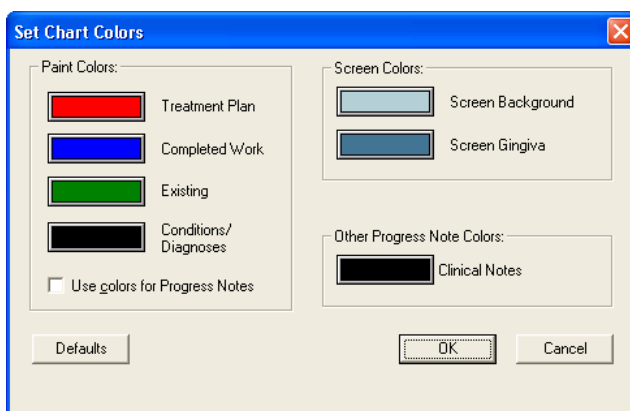 Set Chart Colors
Paint Colors:
Treatment Plan
Completed Work
Existing
Conditions/
Diagnoses
Use colors for Progress Notes
Screen Colors:
Screen Background
Screen Gingiva
Other Progress Note Colors:
Clinical Notes
Defaults
OK
Cancel